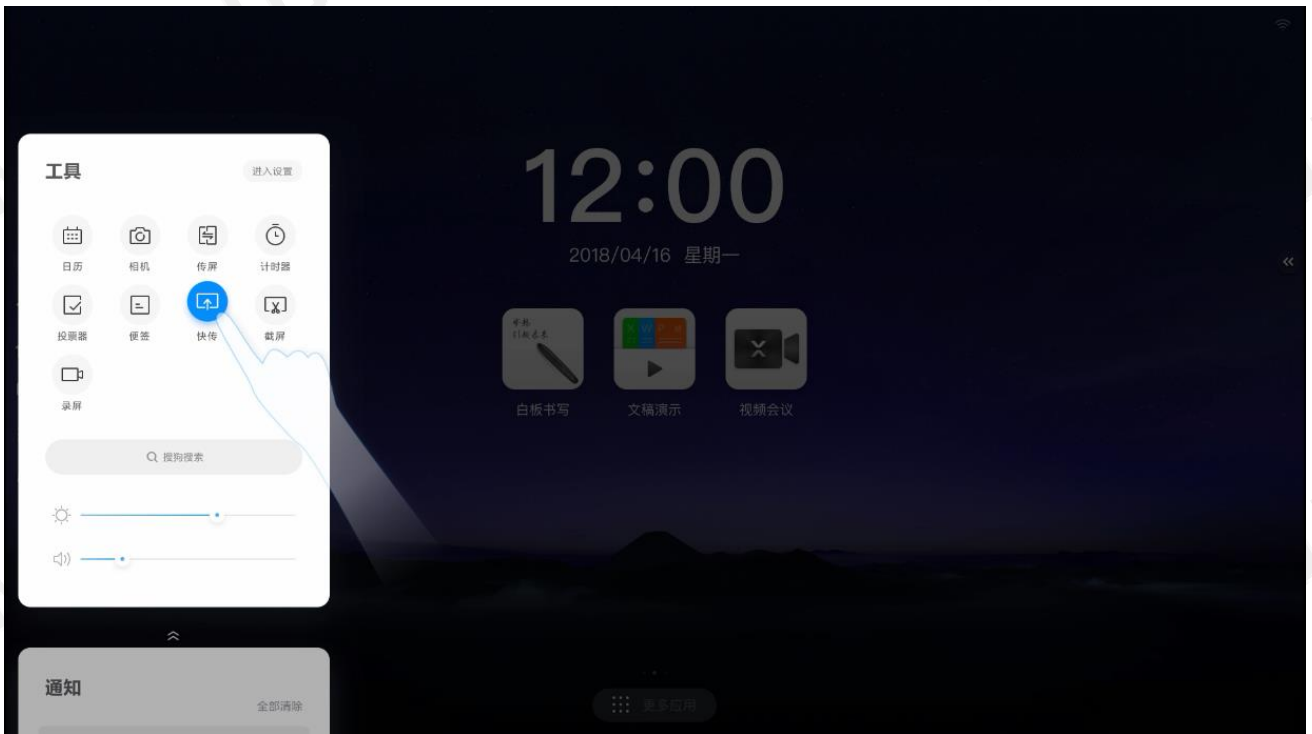 工具
进入设置
日历 相机 传屏 计时器
投票器 便签 快传 截屏
录屏
搜狗搜索
通知
全部清除
12:00
2018/04/16 星期一
X W P
白板书写 文稿演示 视频会议
更多应用